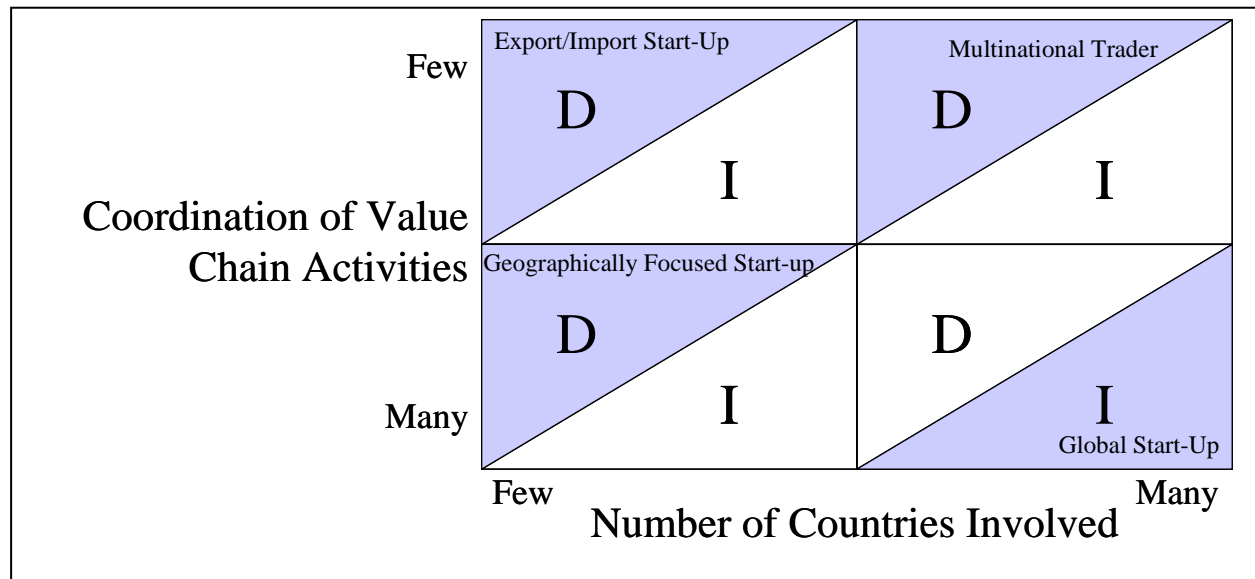 Export/Import Start-Up
Multinational Trader
Few
D
D
I
I
Coordination of Value
Chain Activities
Geographically Focused Start-up
D
D
I
I
Many
Global Start-Up
Few
Many
Number of Countries Involved